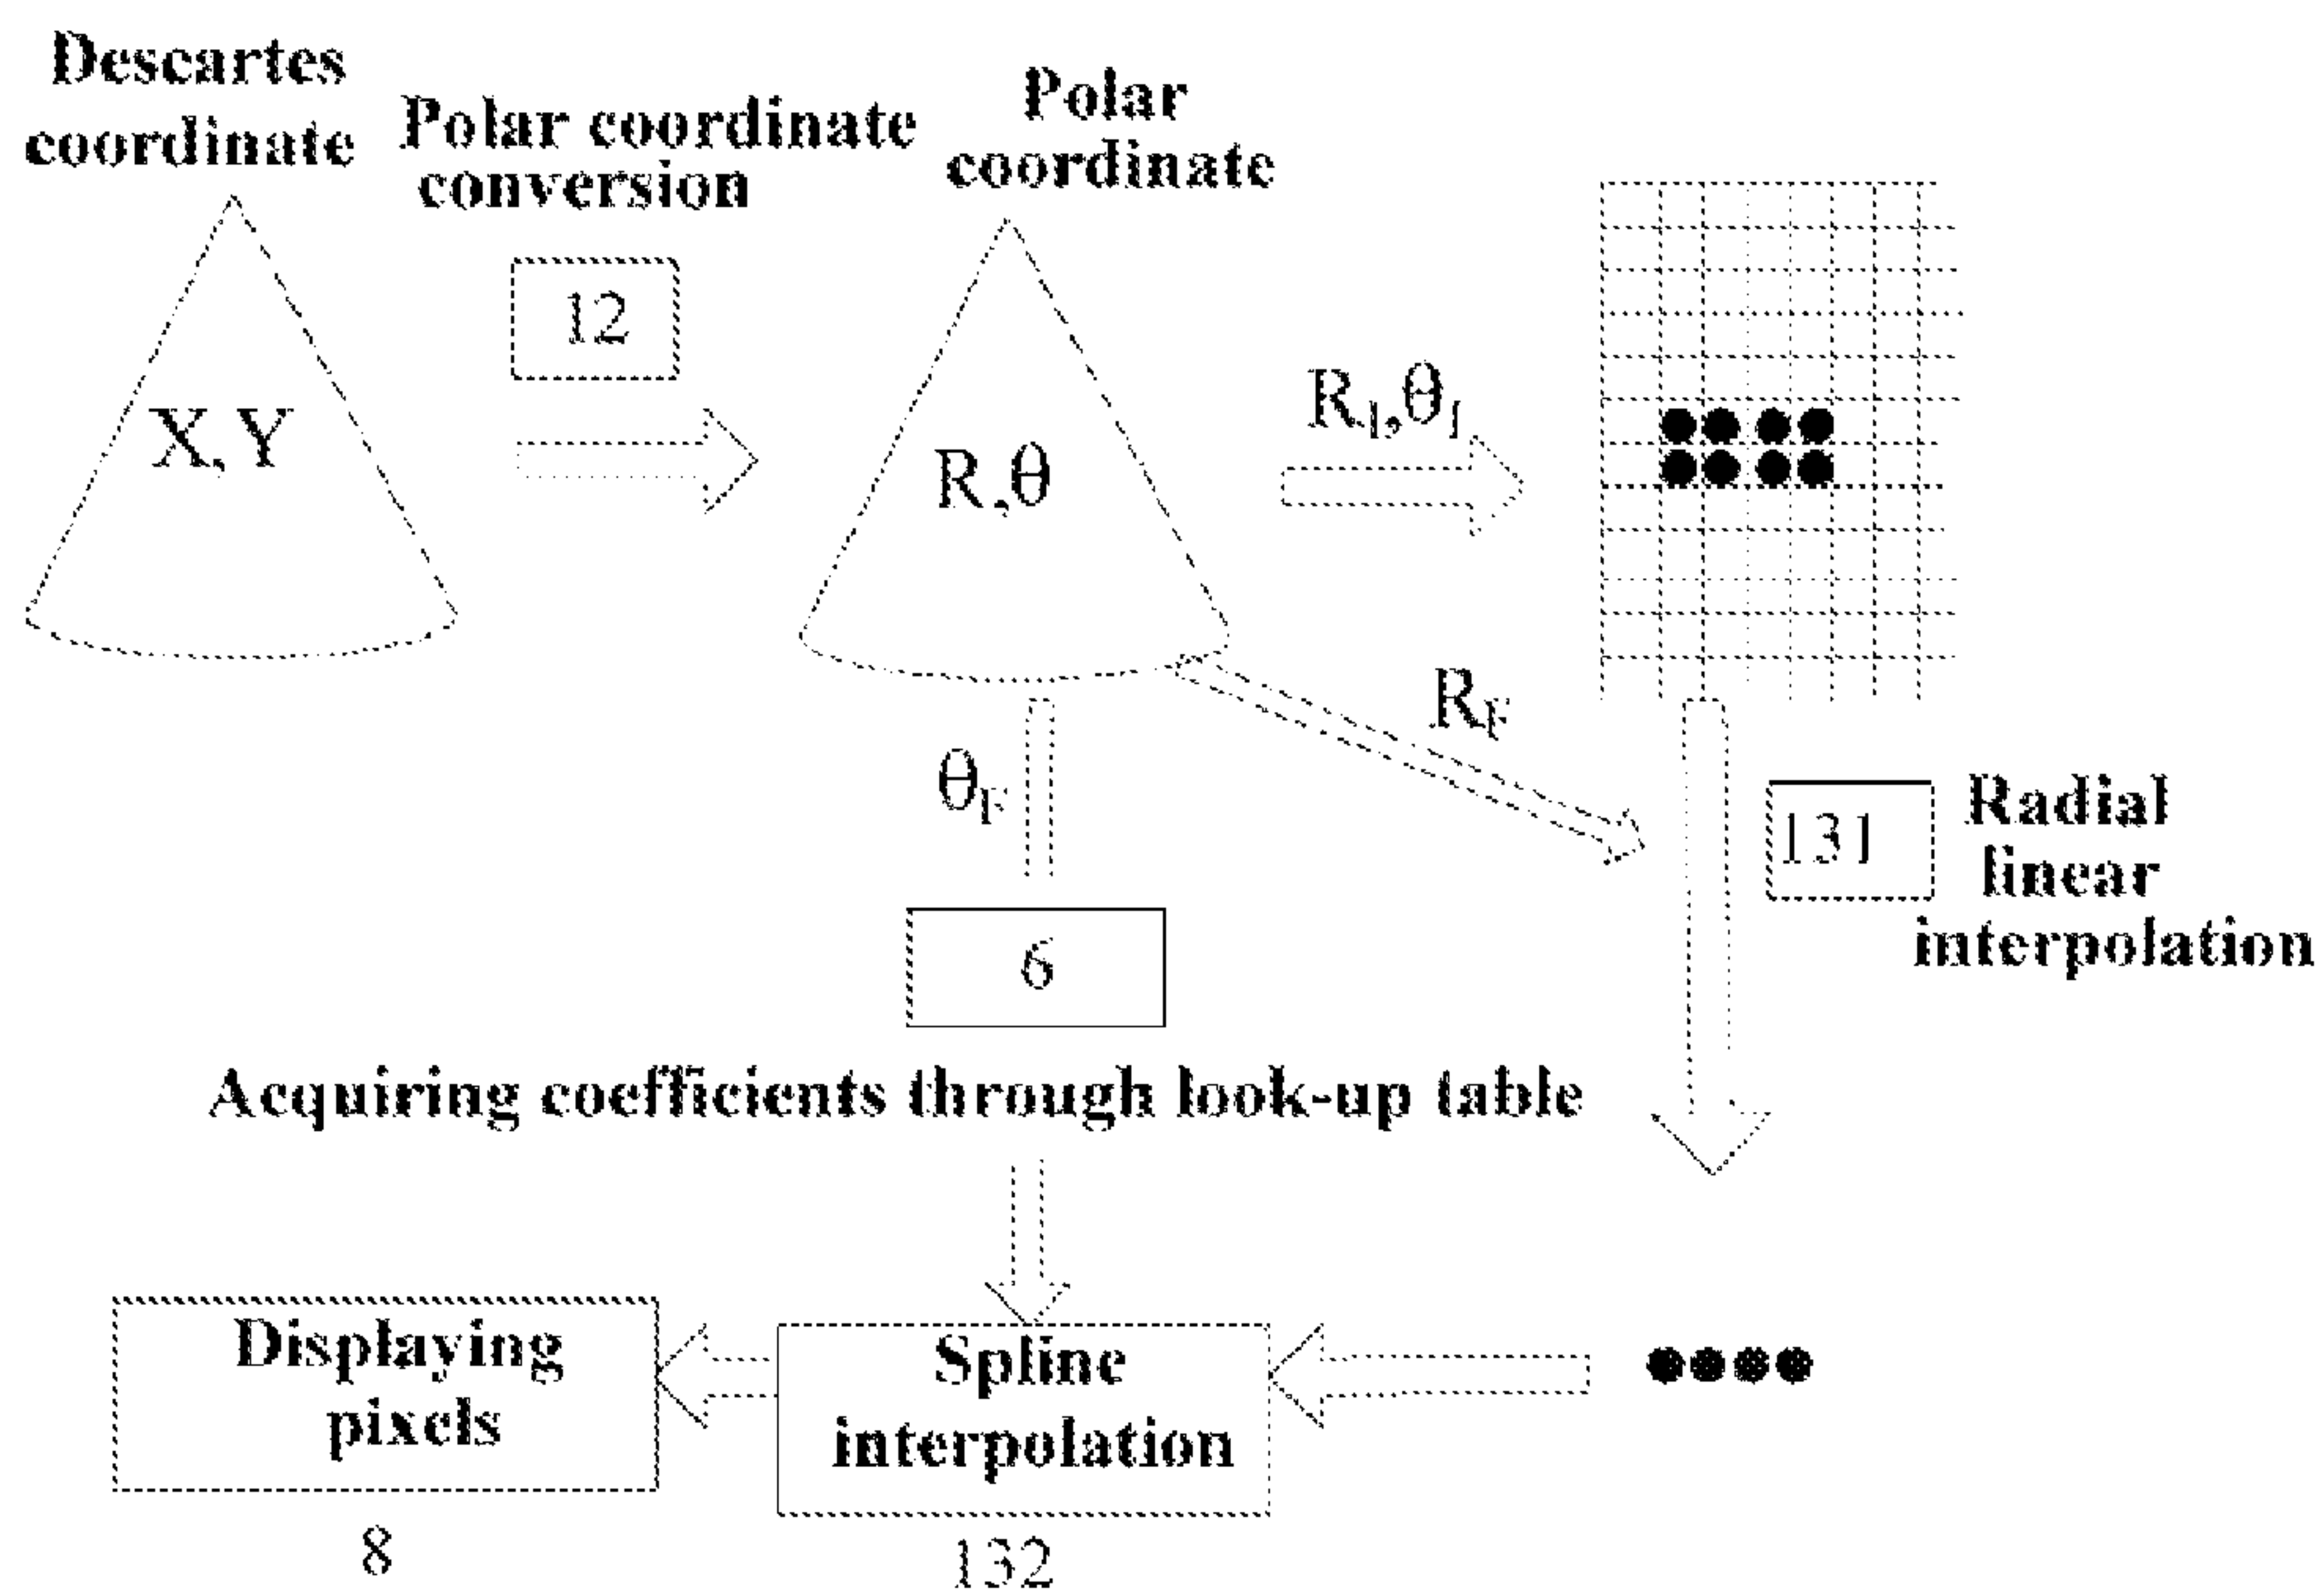 Descartes
coordinate
Polar coordinate
conversion
Polar
coordinate
12
X,Y
R,θ
R_I,θ_I
R_F
θ_F
131
Radial
linear
interpolation
6
Acquiring coefficients through look-up table
Displaying
pixels
Spline
interpolation
8
132